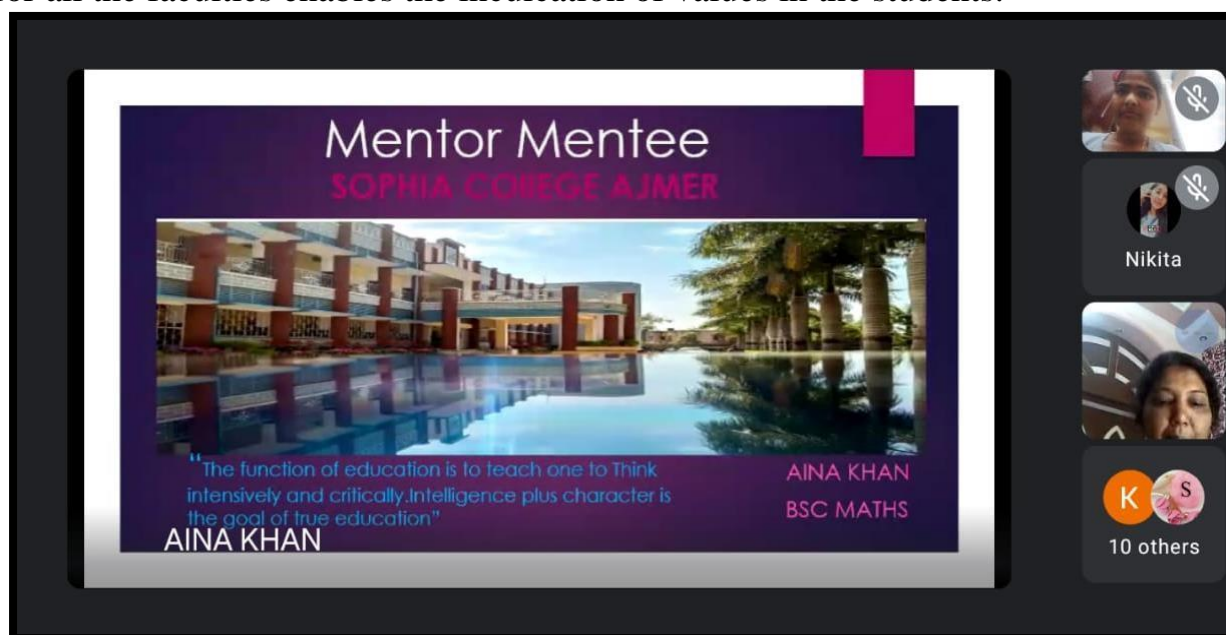 Mentor Mentee
SOPHIA COllEGE AJMER
"The function of education is to teach one to Think
intensively and critically.Intelligence plus character is
the goal of true education"
AINA KHAN
BSC MATHS
AINA KHAN
Nikita
K
S
10 others